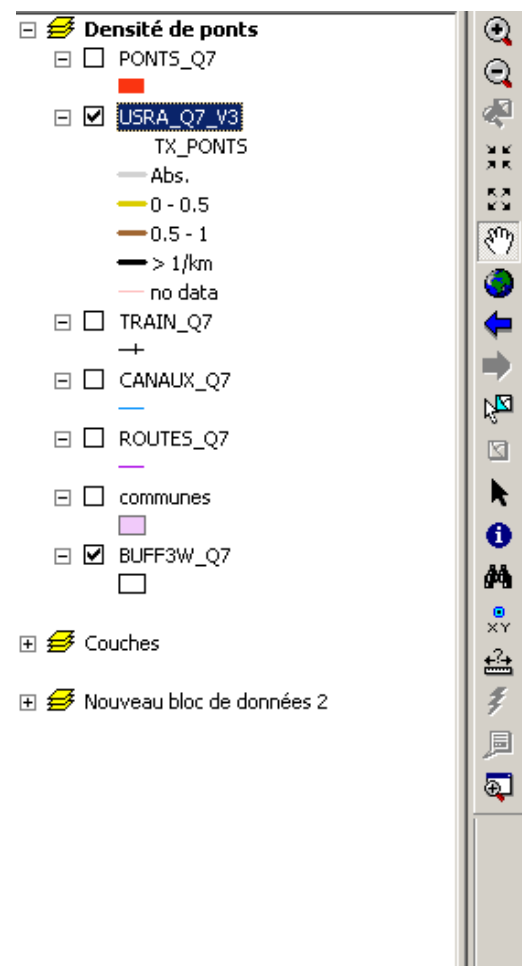 Densité de ponts
PONTS_Q7
USRA_Q7_V3
TX_PONTS
Abs.
0 - 0.5
0.5 - 1
> 1/km
no data
TRAIN_Q7
CANAUX_Q7
ROUTES_Q7
communes
BUFF3W_Q7
Couches
Nouveau bloc de données 2
XY